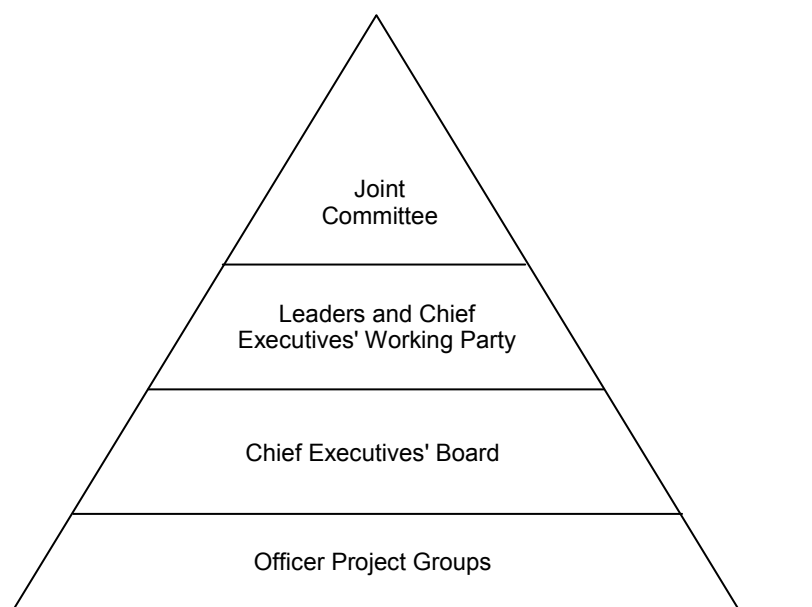 Joint
Committee
Leaders and Chief
Executives' Working Party
Chief Executives' Board
Officer Project Groups